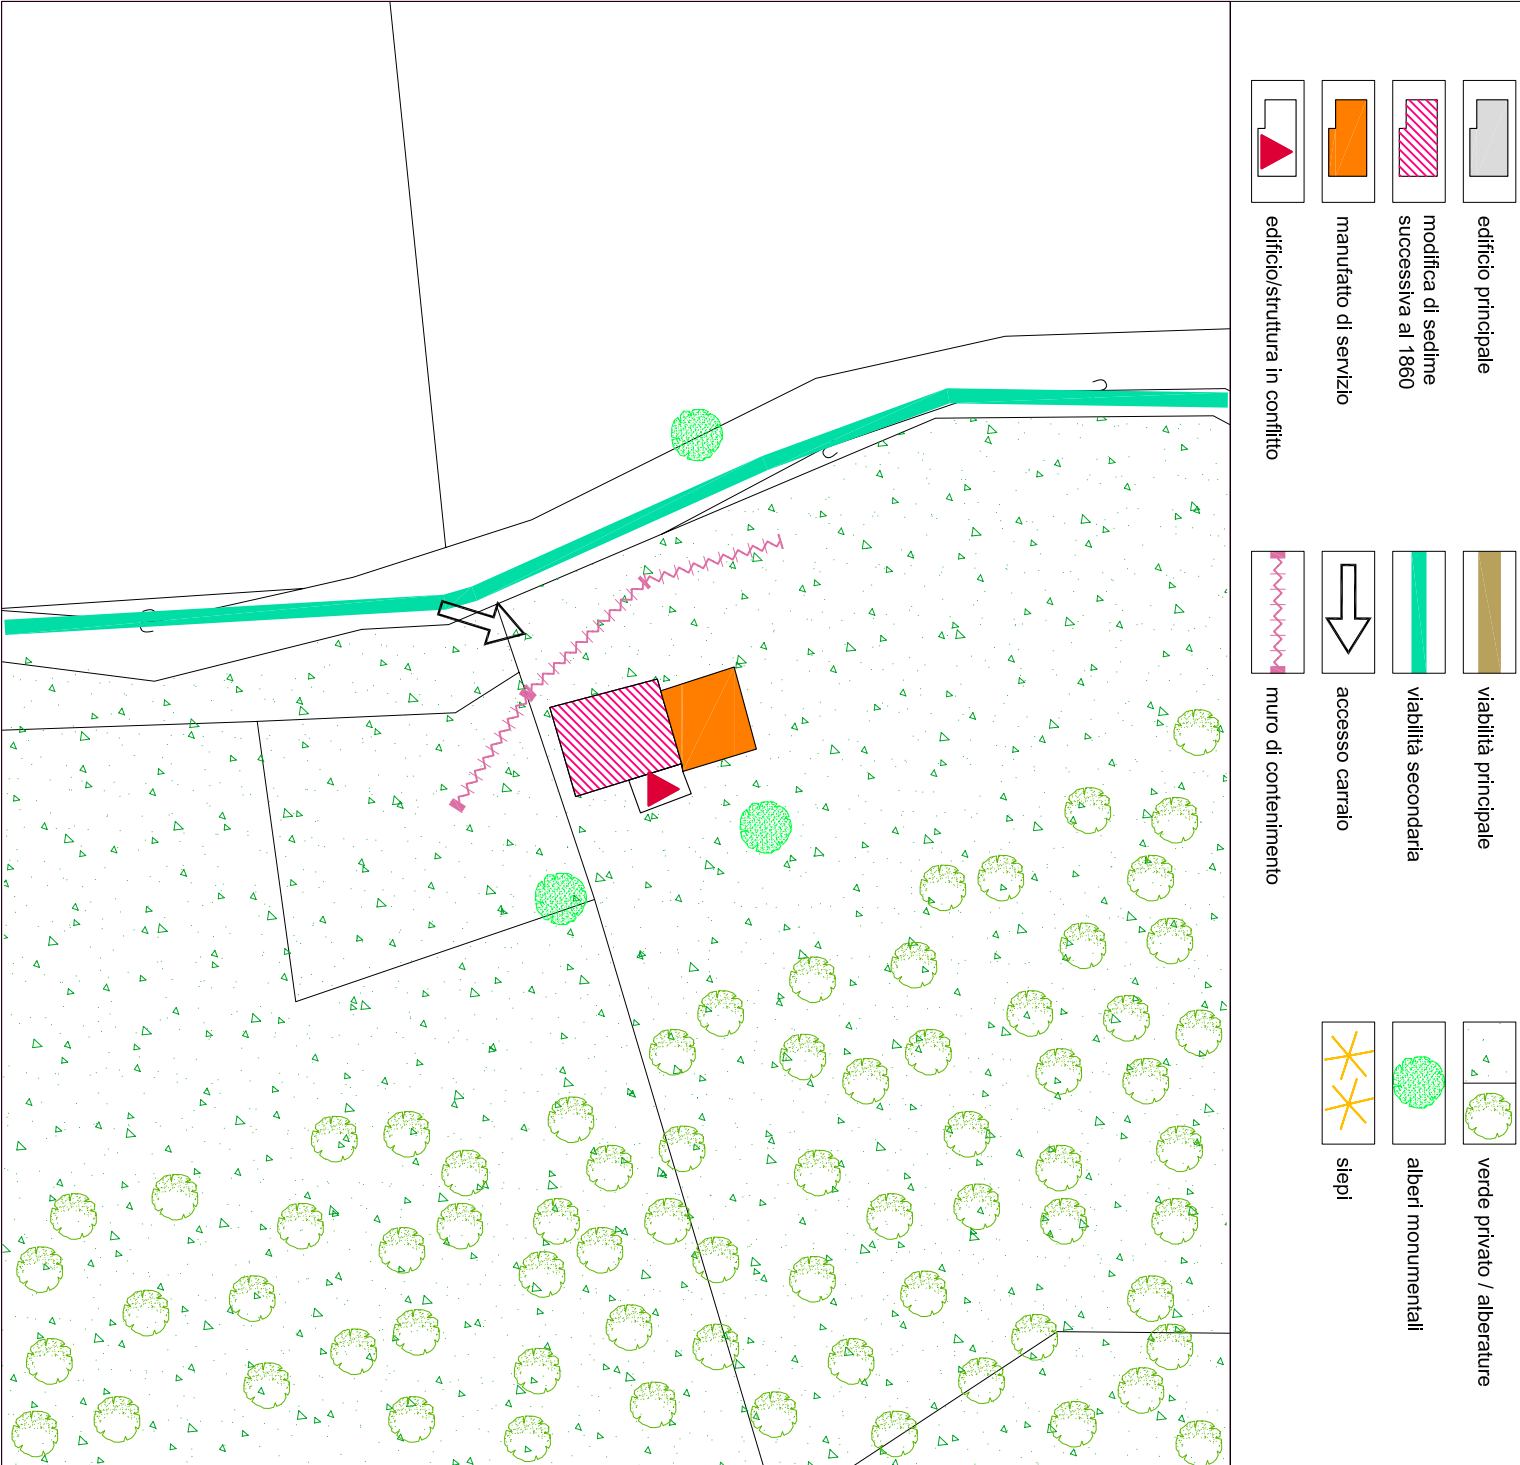 edificio principale
modifica di sedime
successiva al 1860
manufatto di servizio
edificio/struttura in conflitto
viabilità principale
viabilità secondaria
accesso carraio
muro di contenimento
verde privato / alberature
alberi monumentali
siepi